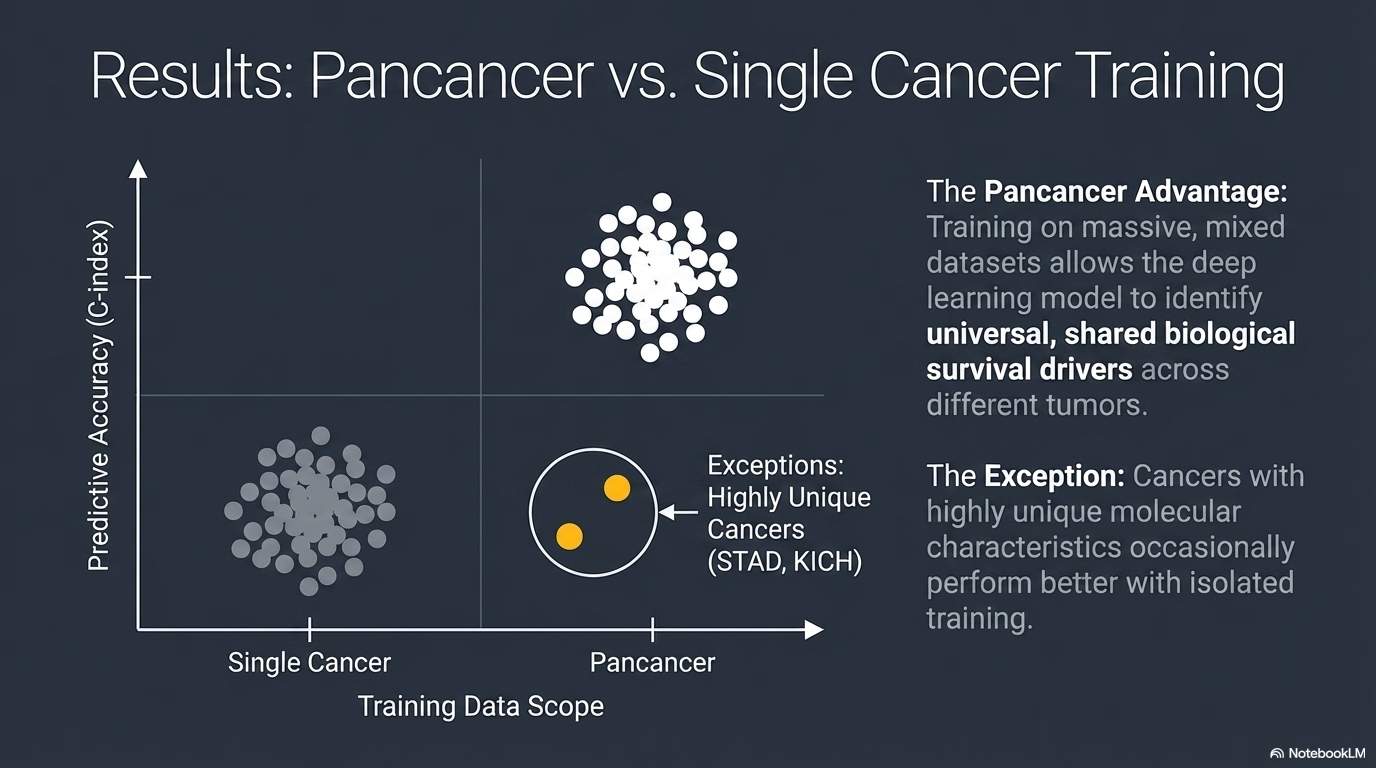 Results: Pancancer vs. Single Cancer Training
Predictive Accuracy (C-index)
Exceptions:
Highly Unique
Cancers
(STAD, KICH)
Single Cancer
Pancancer
Training Data Scope
The Pancancer Advantage:
Training on massive, mixed
datasets allows the deep
learning model to identify
universal, shared biological
survival drivers across
different tumors.
The Exception: Cancers with
highly unique molecular
characteristics occasionally
perform better with isolated
training.
NotebookLM